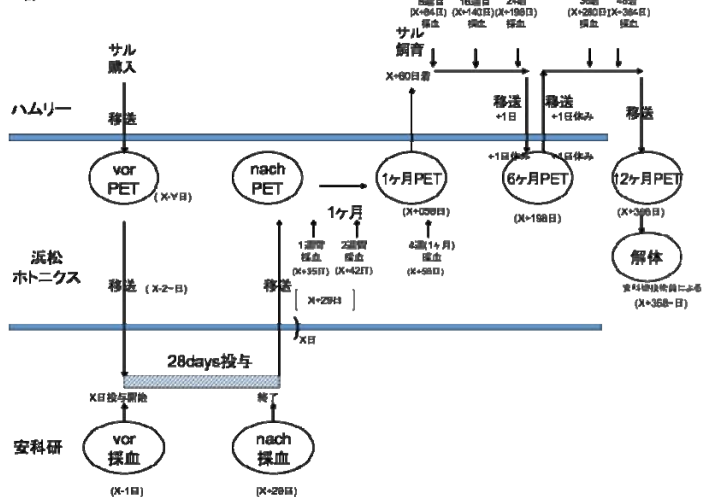 (X+84日)
(X+140日)
(X+198日)
(X+280日)
(X+364日)
採血
採血
採血
採血
採血
サル
購入
サル
飼育
X+60日着
ハムリー
移送
移送
+1日
移送
+1日休み
移送
+1日休み
+1日休み
vor
PET
nach
PET
1ヶ月PET
6ヶ月PET
12ヶ月PET
1ヶ月
(X+198日)
1週間
採血
(X+35日)
2週間
採血
(X+42日)
4週(1ヶ月)
採血
(X+56日)
解体
(X+368~日)
浜松
ホトニクス
移送
(X-2~日)
移送
[ X+29日 ]
X日
28days投与
X日投与開始
終了
安科研
vor
採血
nach
採血
(X-1日)
(X+29日)